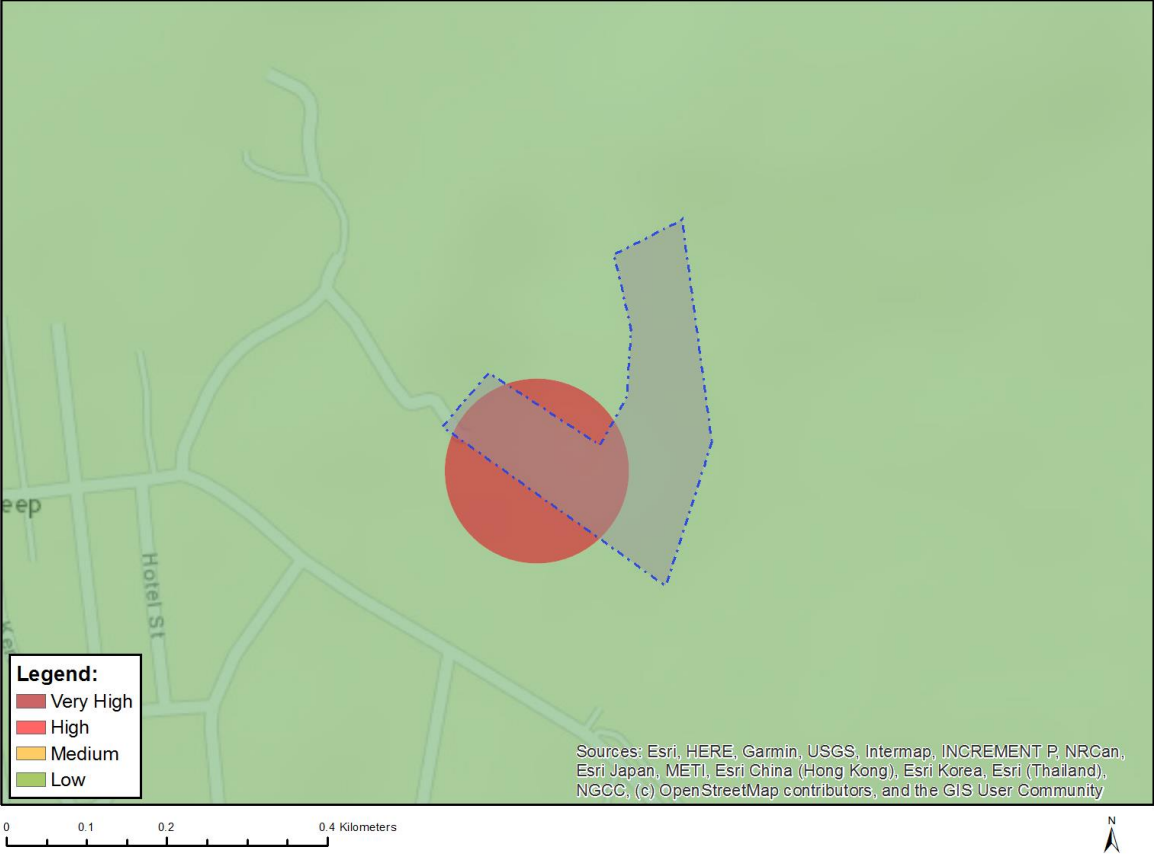 eep
Hotel St
Ke
Legend:
Very High
High
Medium
Low
Sources: Esri, HERE, Garmin, USGS, Intermap, INCREMENT P, NRCan,
Esri Japan, METI, Esri China (Hong Kong), Esri Korea, Esri (Thailand),
NGCC, (c) OpenStreetMap contributors, and the GIS User Community
0 0.1 0.2 0.4 Kilometers
N